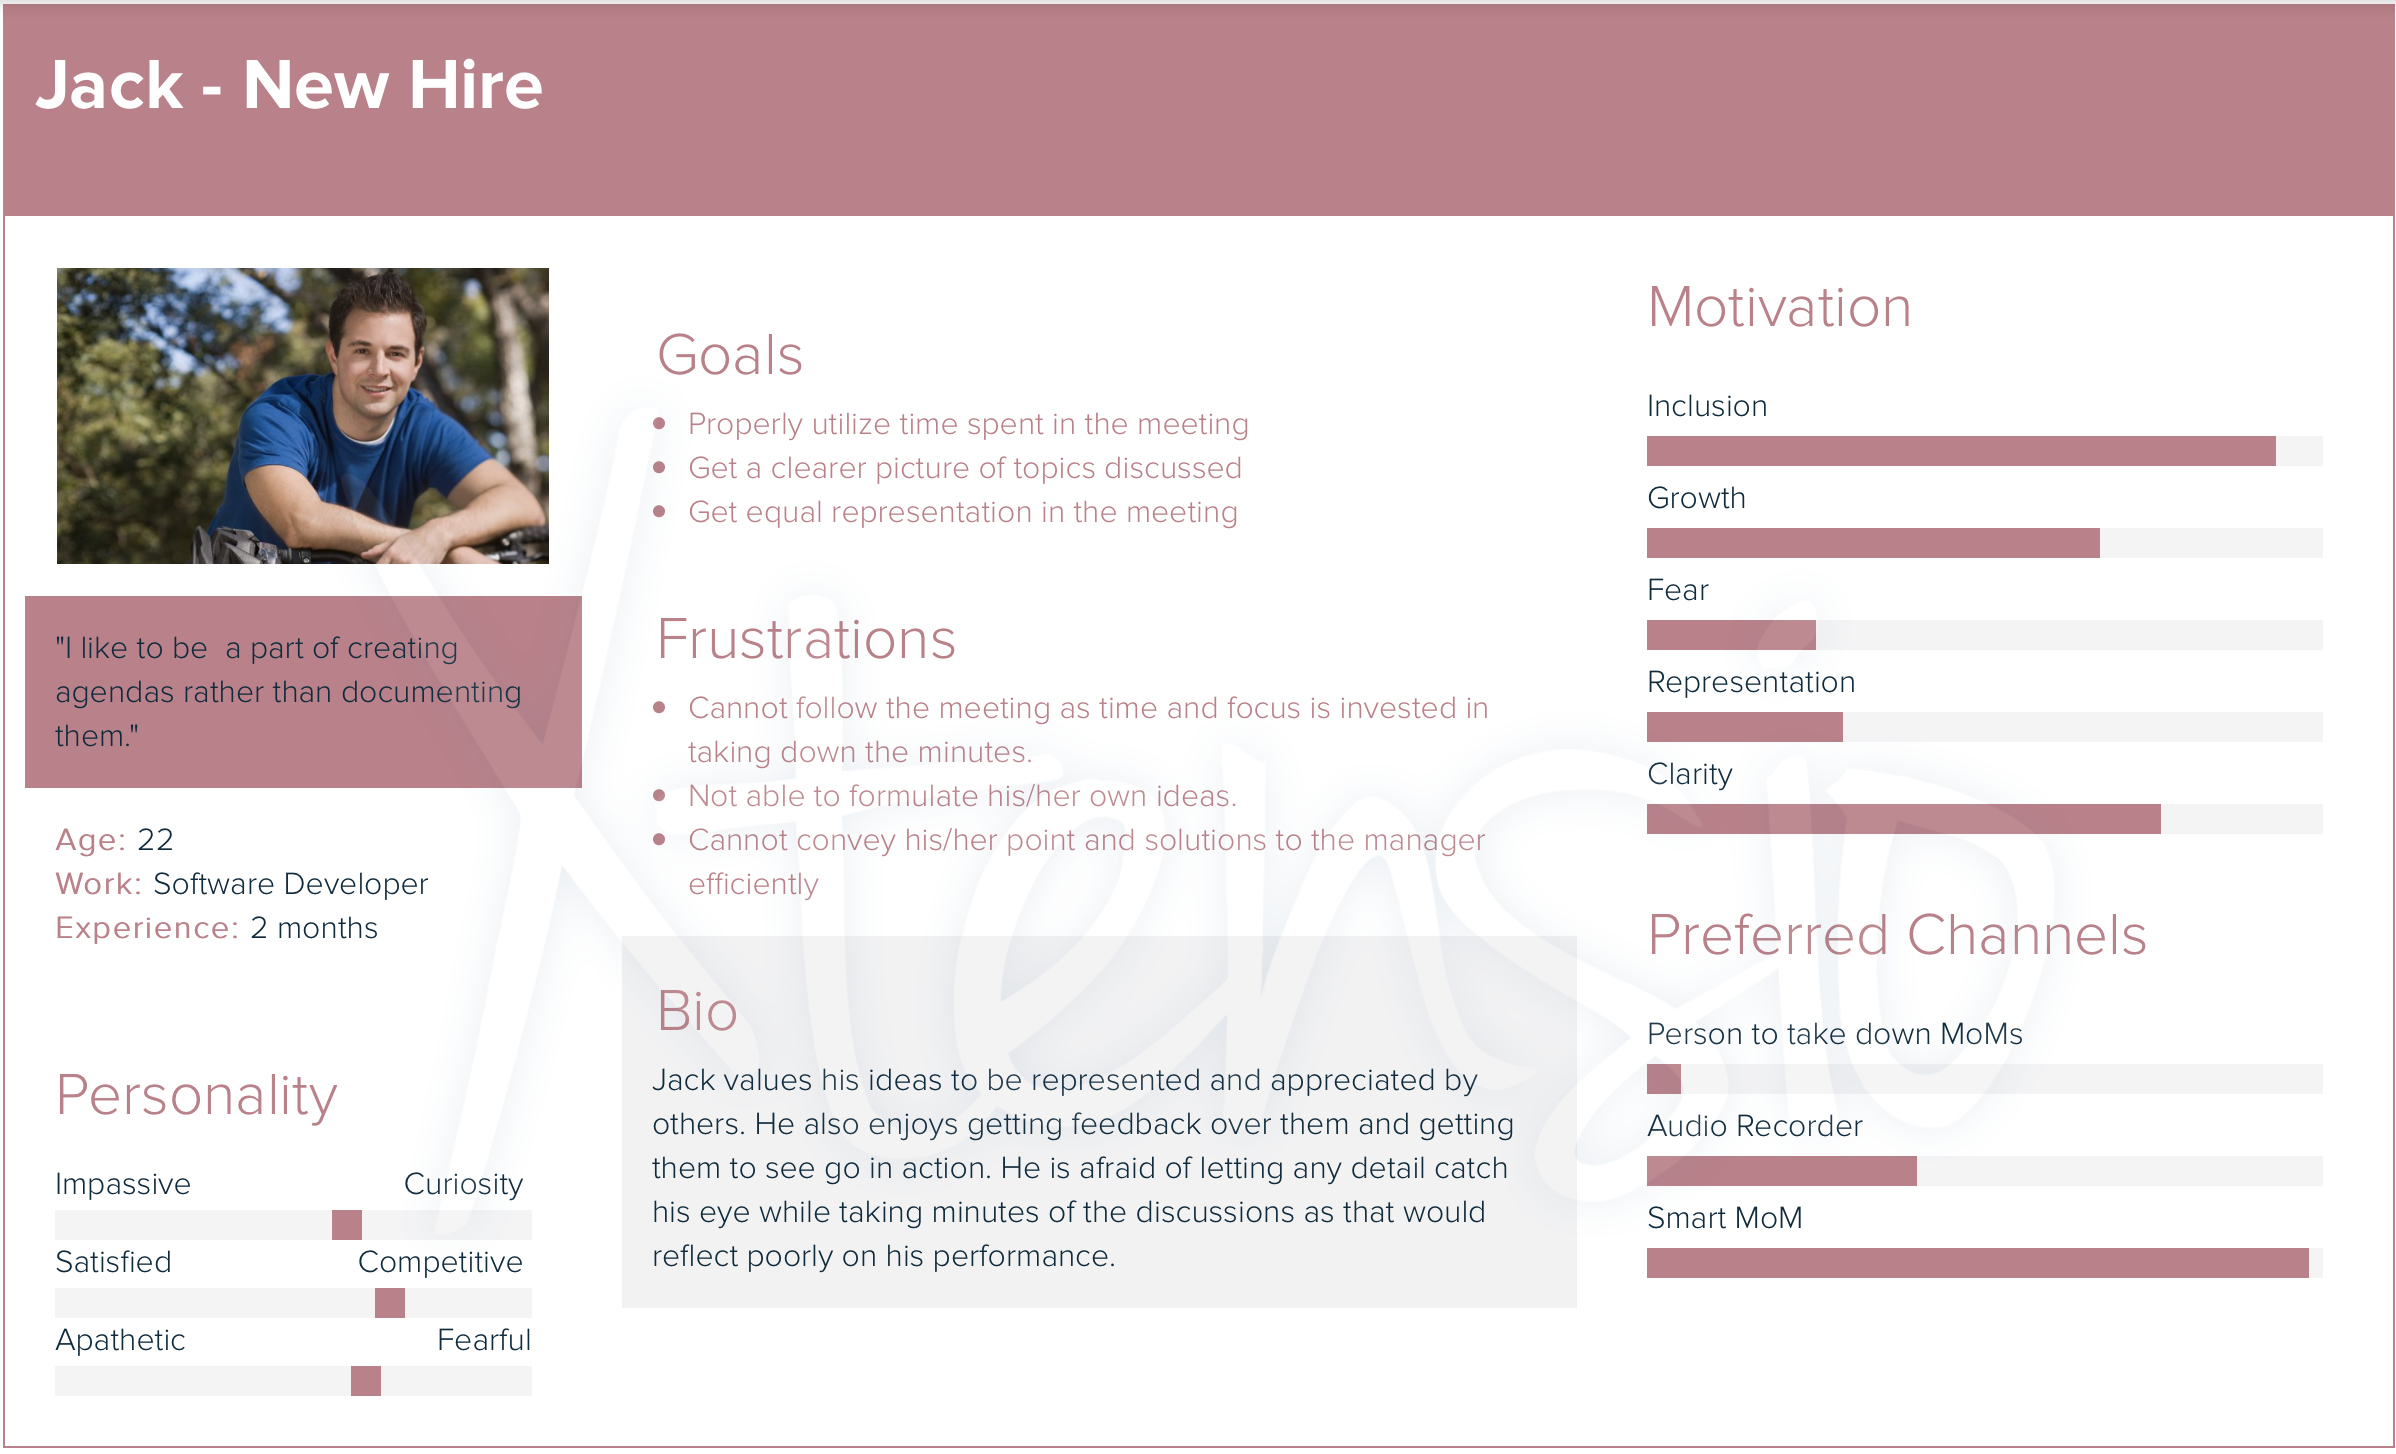 Jack - New Hire
"I like to be  a part of creating
agendas rather than documenting
them."
Age: 22
Work: Software Developer
Experience: 2 months
Personality
Impassive Curiosity
Satisfied Competitive
Apathetic Fearful
Goals
Properly utilize time spent in the meeting
Get a clearer picture of topics discussed
Get equal representation in the meeting
Frustrations
Cannot follow the meeting as time and focus is invested in
taking down the minutes.
Not able to formulate his/her own ideas.
Cannot convey his/her point and solutions to the manager
efficiently
Bio
Jack values his ideas to be represented and appreciated by
others. He also enjoys getting feedback over them and getting
them to see go in action. He is afraid of letting any detail catch
his eye while taking minutes of the discussions as that would
reflect poorly on his performance.
Motivation
Inclusion
Growth
Fear
Representation
Clarity
Preferred Channels
Person to take down MoMs
Audio Recorder
Smart MoM
XtensiO